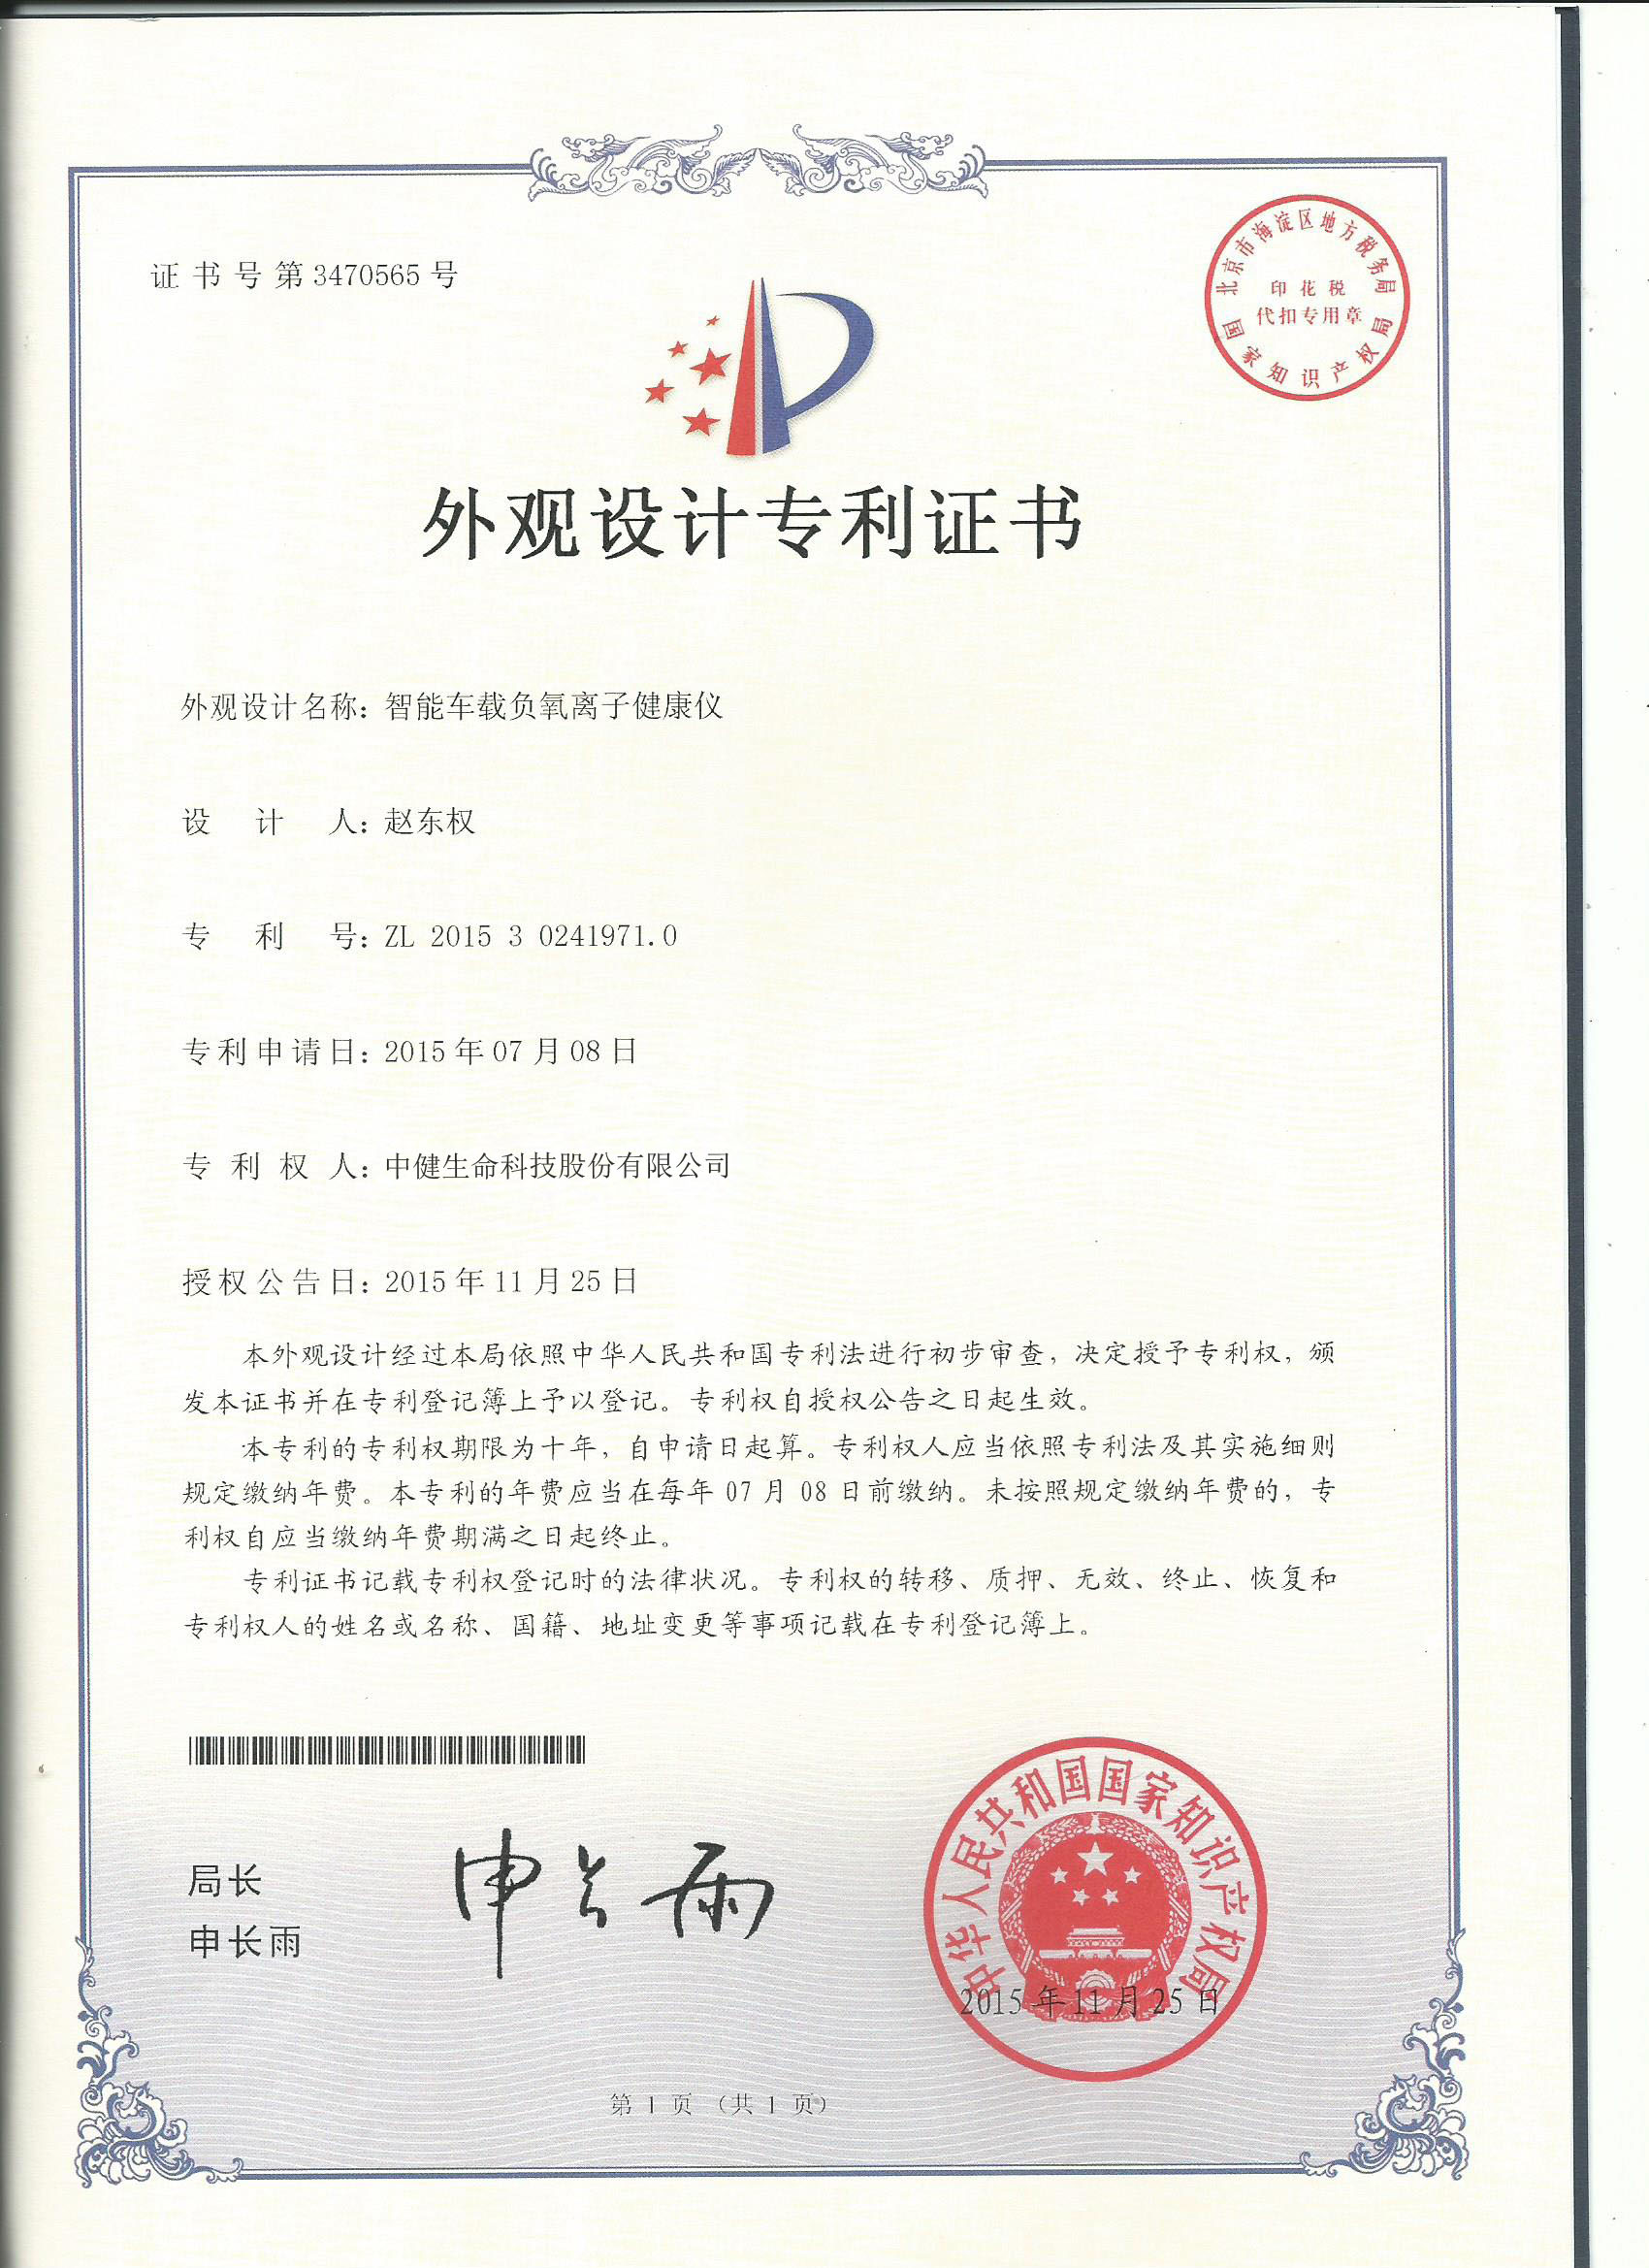 证书号第3470565号
北京市海淀区地方税务局
印花税
代扣专用章
国家知识产权局
外观设计专利证书
外观设计名称：智能车载负氧离子健康仪
设计人：赵东权
专利号：ZL 2015 3 0241971.0
专利申请日：2015年07月08日
专利权人：中健生命科技股份有限公司
授权公告日：2015年11月25日
本外观设计经过本局依照中华人民共和国专利法进行初步审查，决定授予专利权，颁
发本证书并在专利登记簿上予以登记。专利权自授权公告之日起生效。
本专利的专利权期限为十年，自申请日起算。专利权人应当依照专利法及其实施细则
规定缴纳年费。本专利的年费应当在每年07月08日前缴纳。未按照规定缴纳年费的，专
利权自应当缴纳年费期满之日起终止。
专利证书记载专利权登记时的法律状况。专利权的转移、质押、无效、终止、恢复和
专利权人的姓名或名称、国籍、地址变更等事项记载在专利登记簿上。
局长
申长雨
申长雨
中华人民共和国国家知识产权局
2015年11月25日
第1页（共1页）